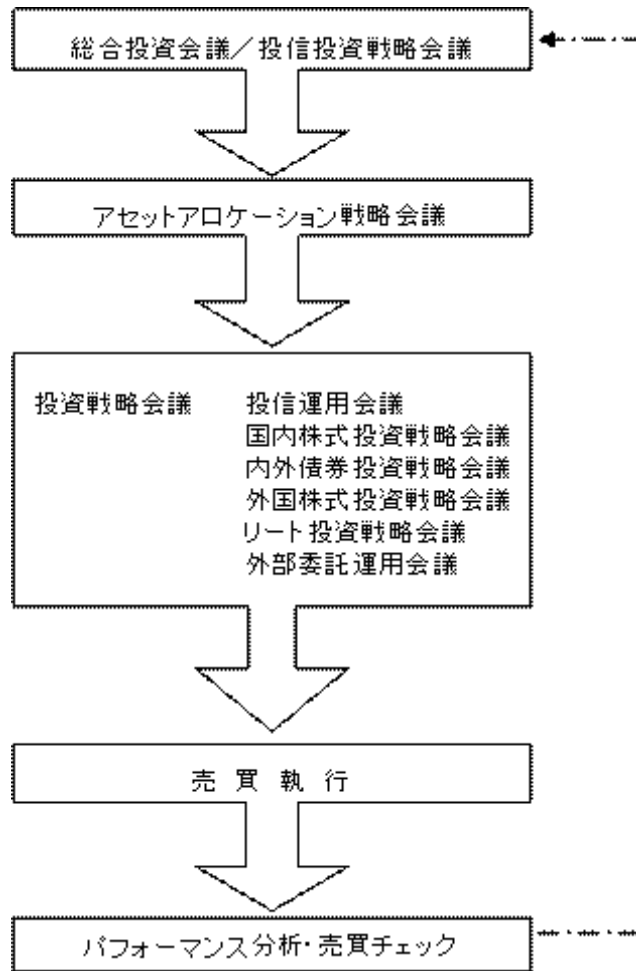 総合投資会議／投信投資戦略会議
アセットアロケーション戦略会議
投資戦略会議　投信運用会議
国内株式投資戦略会議
内外債券投資戦略会議
外国株式投資戦略会議
リート投資戦略会議
外部委託運用会議
売買執行
パフォーマンス分析・売買チェック